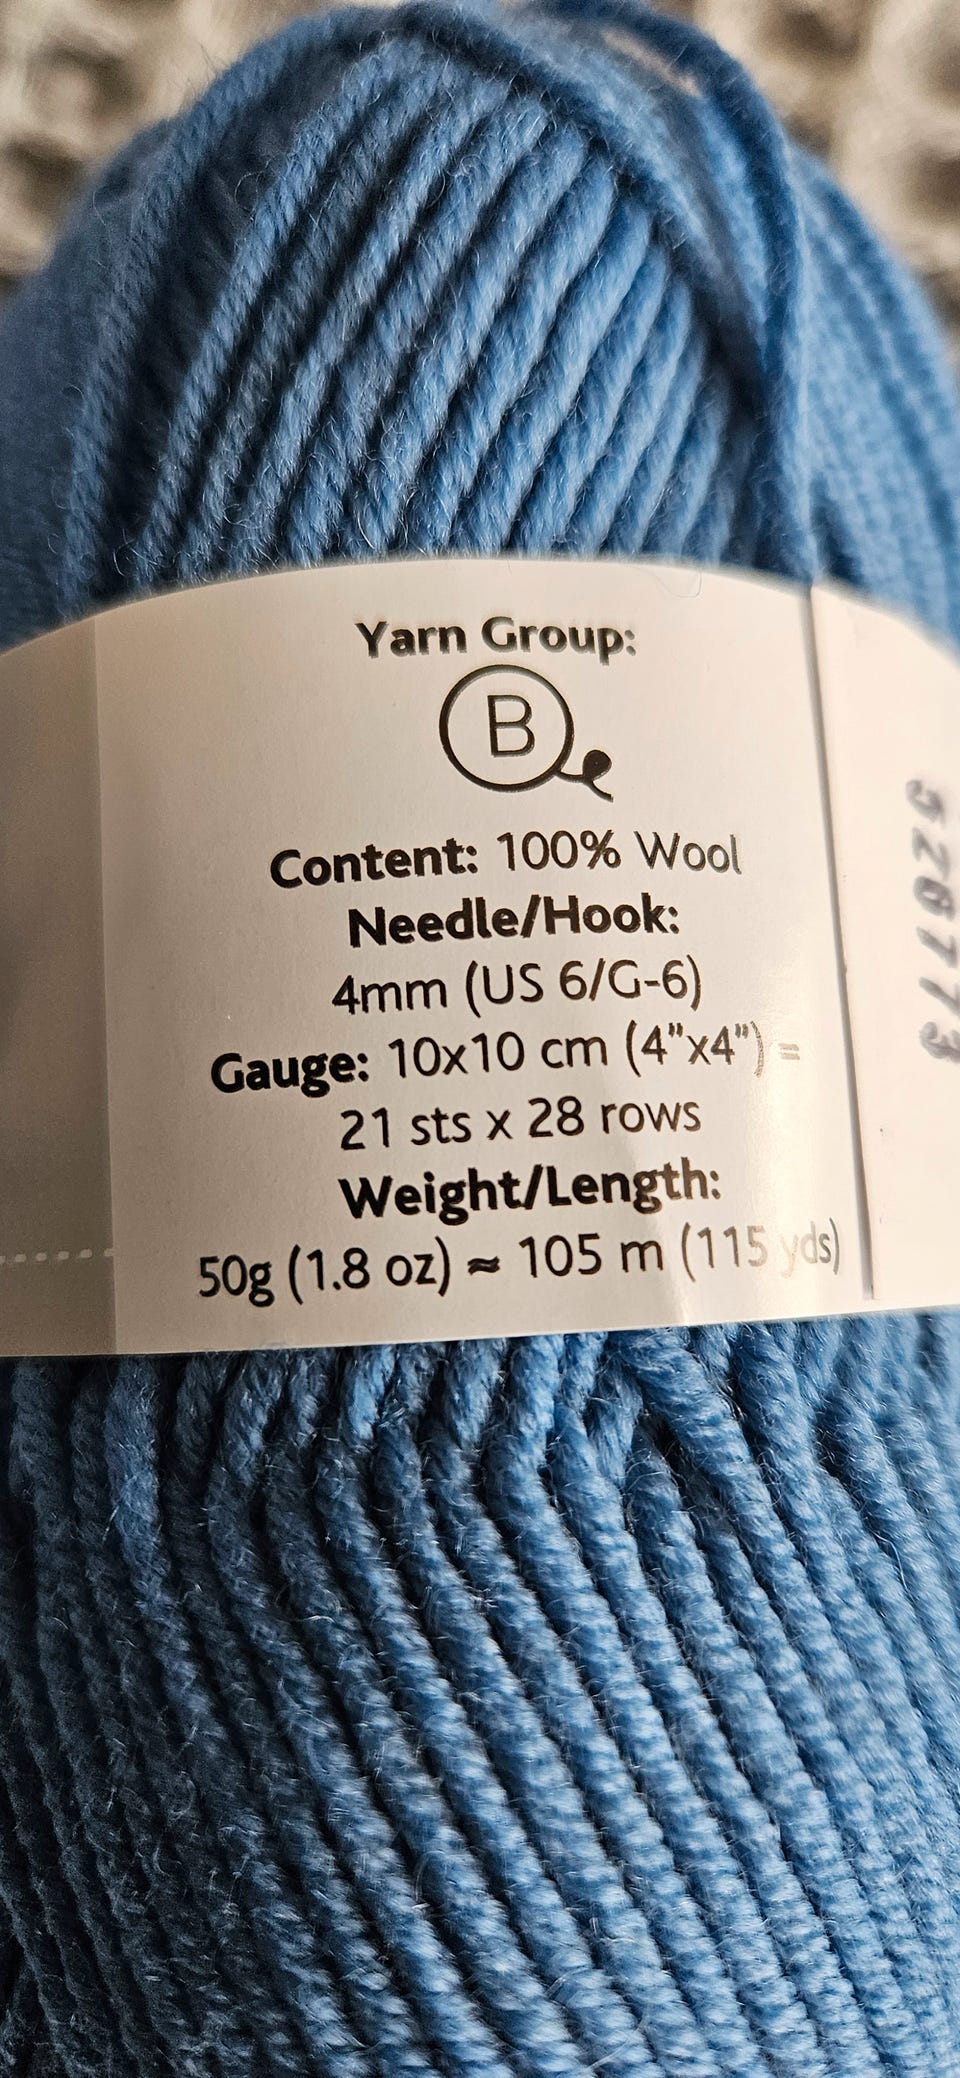 Yarn Group:
B
Content: 100% Wool
Needle/Hook:
4mm (US 6/G-6)
Gauge: 10x10 cm (4"x4") =
21 sts x 28 rows
Weight/Length:
50g (1.8 oz) ≈ 105 m (115 yds)